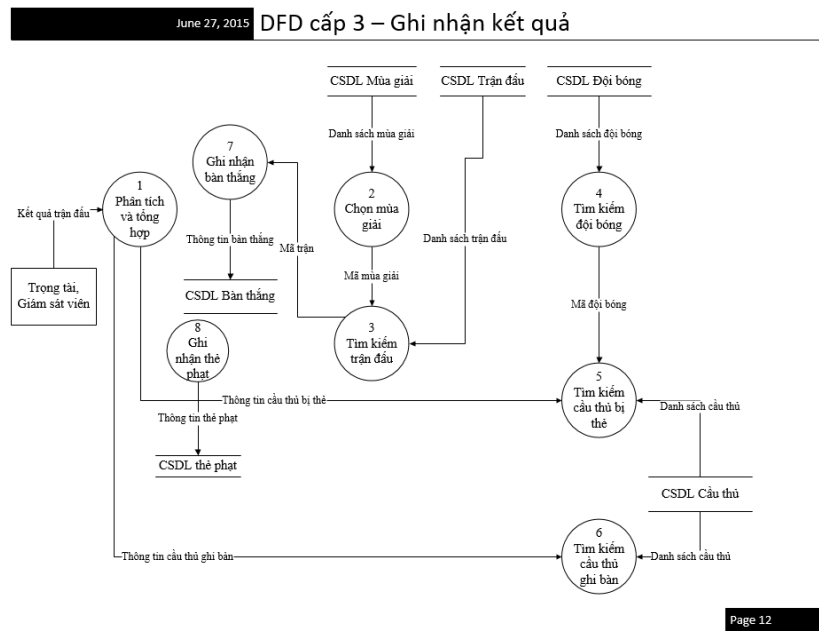 June 27, 2015
DFD cấp 3 – Ghi nhận kết quả
CSDL Mùa giải
CSDL Trận đấu
CSDL Đội bóng
Danh sách mùa giải
Danh sách đội bóng
7
Ghi nhận
bàn thắng
1
Phân tích
và tổng
hợp
2
Chọn mùa
giải
4
Tìm kiếm
đội bóng
Kết quả trận đấu
Thông tin bàn thắng
Mã trận
Danh sách trận đấu
Mã mùa giải
Trọng tài,
Giám sát viên
CSDL Bàn thắng
Mã đội bóng
8
Ghi
nhận thẻ
phạt
3
Tìm kiếm
trận đấu
5
Tìm kiếm
cầu thủ bị
thẻ
Thông tin cầu thủ bị thẻ
Danh sách cầu thủ
Thông tin thẻ phạt
CSDL thẻ phạt
CSDL Cầu thủ
6
Tìm kiếm
cầu thủ
ghi bàn
Thông tin cầu thủ ghi bàn
Danh sách cầu thủ
Page 12